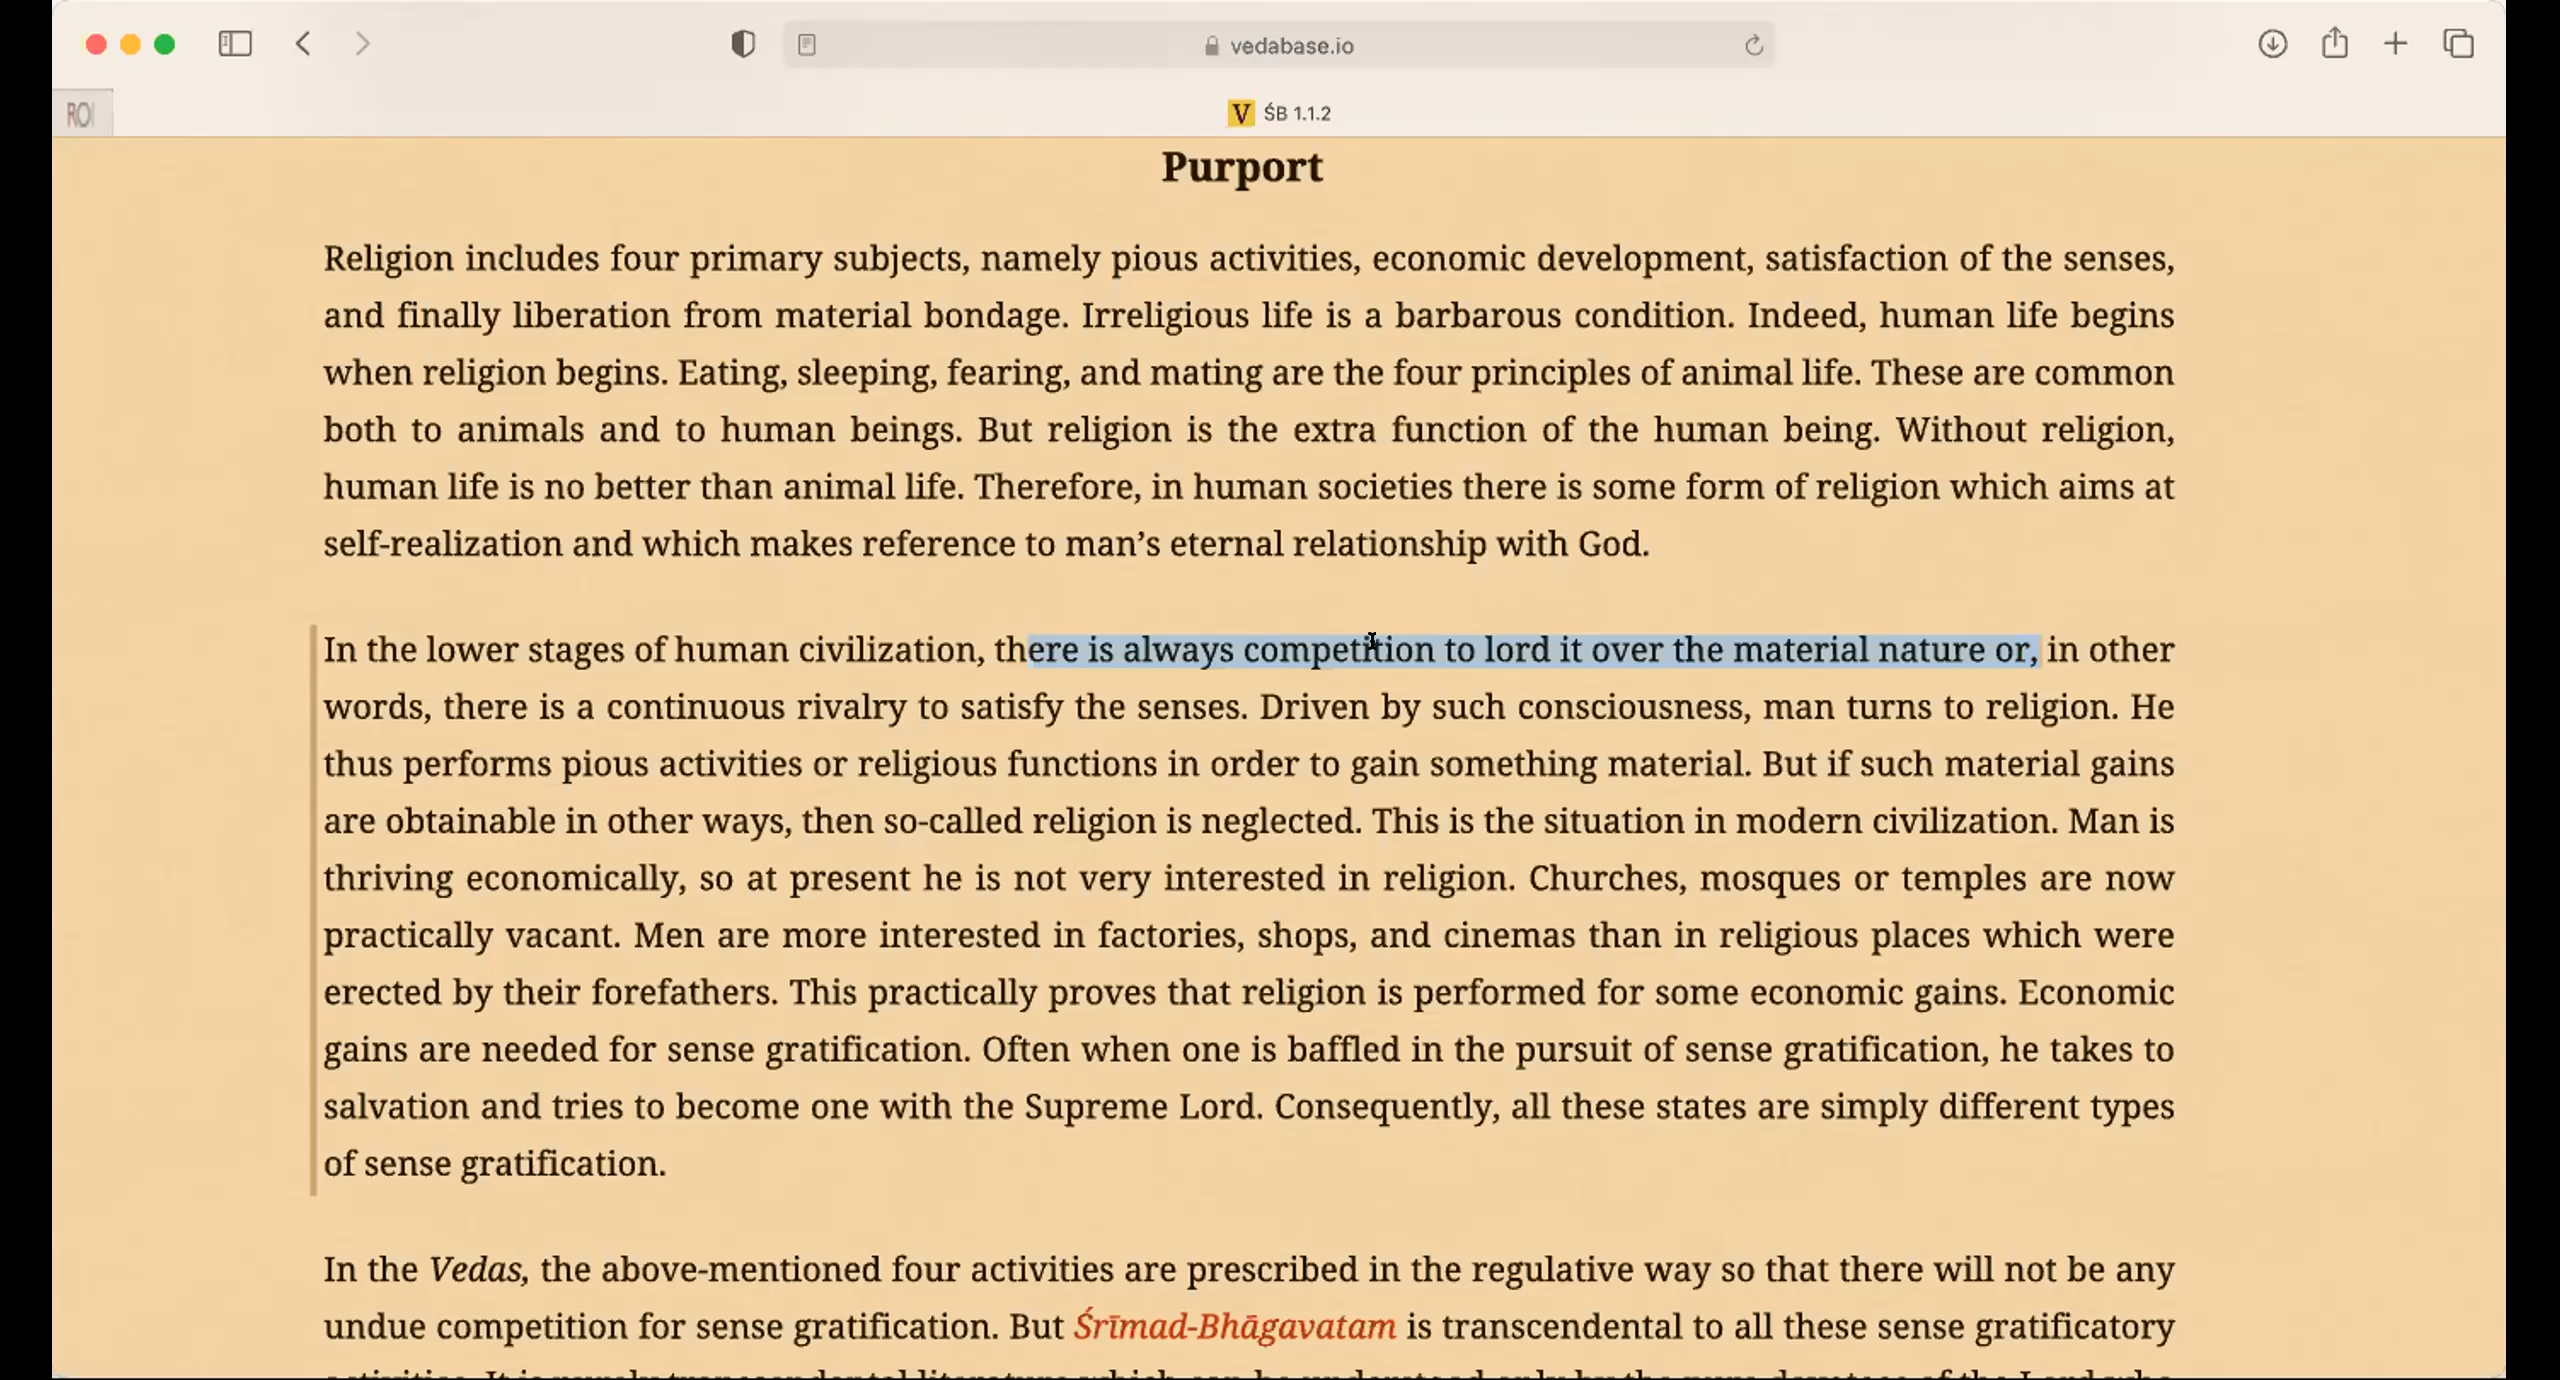 vedabase.io
ROI
V ŚB 1.1.2
Purport
Religion includes four primary subjects, namely pious activities, economic development, satisfaction of the senses,
and finally liberation from material bondage. Irreligious life is a barbarous condition. Indeed, human life begins
when religion begins. Eating, sleeping, fearing, and mating are the four principles of animal life. These are common
both to animals and to human beings. But religion is the extra function of the human being. Without religion,
human life is no better than animal life. Therefore, in human societies there is some form of religion which aims at
self-realization and which makes reference to man’s eternal relationship with God.
In the lower stages of human civilization, there is always competition to lord it over the material nature or, in other
words, there is a continuous rivalry to satisfy the senses. Driven by such consciousness, man turns to religion. He
thus performs pious activities or religious functions in order to gain something material. But if such material gains
are obtainable in other ways, then so-called religion is neglected. This is the situation in modern civilization. Man is
thriving economically, so at present he is not very interested in religion. Churches, mosques or temples are now
practically vacant. Men are more interested in factories, shops, and cinemas than in religious places which were
erected by their forefathers. This practically proves that religion is performed for some economic gains. Economic
gains are needed for sense gratification. Often when one is baffled in the pursuit of sense gratification, he takes to
salvation and tries to become one with the Supreme Lord. Consequently, all these states are simply different types
of sense gratification.
In the Vedas, the above-mentioned four activities are prescribed in the regulative way so that there will not be any
undue competition for sense gratification. But Śrīmad-Bhāgavatam is transcendental to all these sense gratificatory